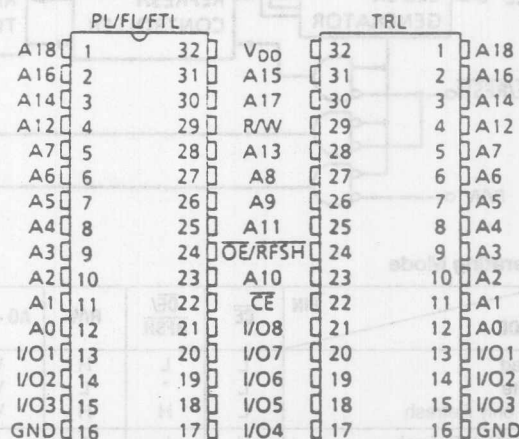 PL/FL/FTL TRL
A18 1 32 VDD 32 1 A18
A16 2 31 A15 31 2 A16
A14 3 30 A17 30 3 A14
A12 4 29 R/W 29 4 A12
A7 5 28 A13 28 5 A7
A6 6 27 A8 27 6 A6
A5 7 26 A9 26 7 A5
A4 8 25 A11 25 8 A4
A3 9 24 OE/RFSH 24 9 A3
A2 10 23 A10 23 10 A2
A1 11 22 CE 22 11 A1
A0 12 21 I/O8 21 12 A0
I/O1 13 20 I/O7 20 13 I/O1
I/O2 14 19 I/O6 19 14 I/O2
I/O3 15 18 I/O5 18 15 I/O3
GND 16 17 I/O4 17 16 GND